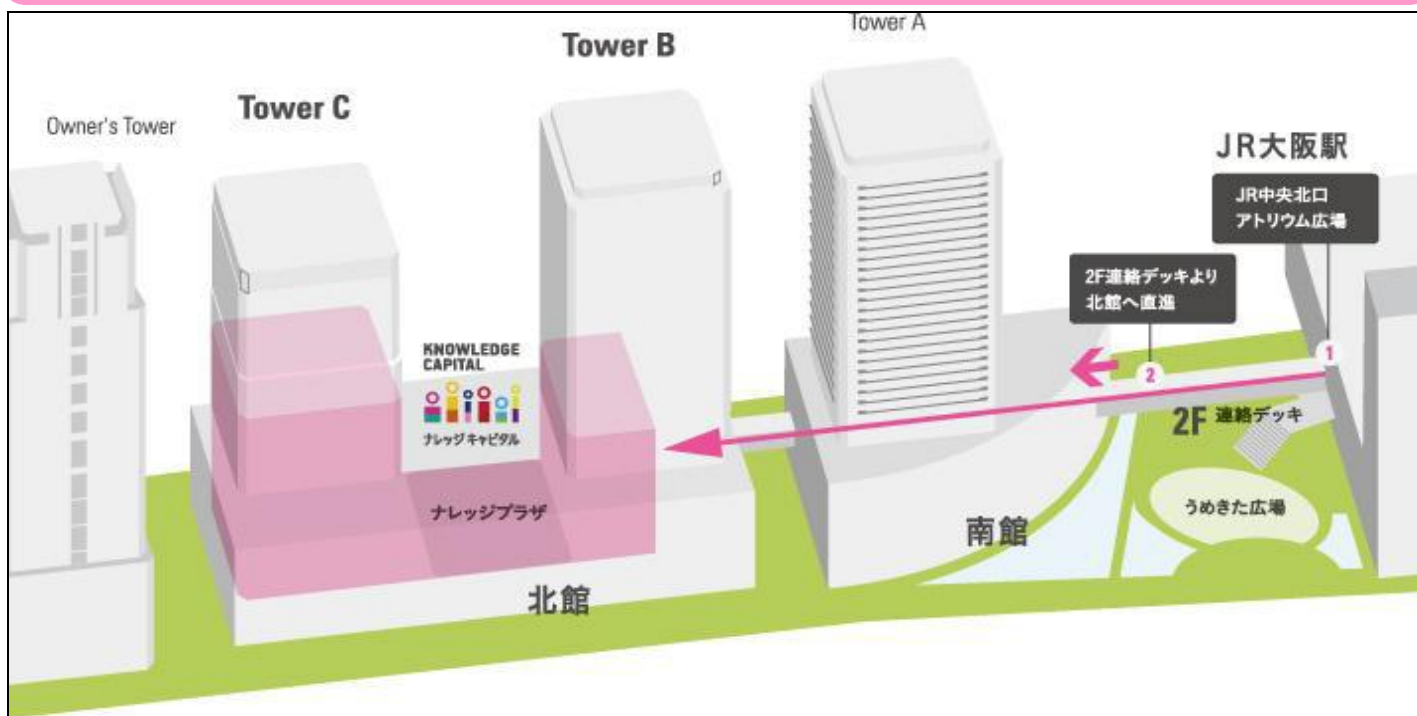 Owner's Tower
Tower C
Tower B
Tower A
JR大阪駅
JR中央北口
アトリウム広場
2F連絡デッキより
北館へ直進
1
2
2F 連絡デッキ
うめきた広場
KNOWLEDGE
CAPITAL
ナレッジキャピタル
ナレッジプラザ
南館
北館